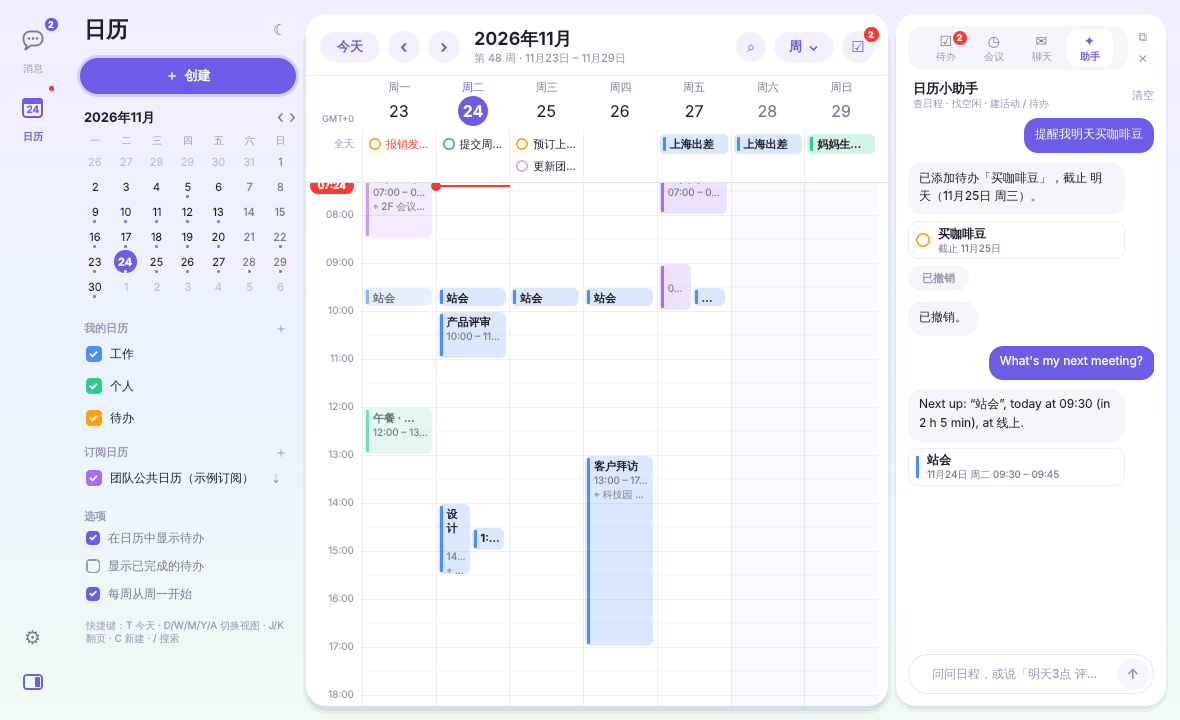 2
消息
24
日历
日历
＋ 创建
2026年11月
一 二 三 四 五 六 日
26 27 28 29 30 31 1
2 3 4 5 6 7 8
9 10 11 12 13 14 15
16 17 18 19 20 21 22
23 24 25 26 27 28 29
30 1 2 3 4 5 6
我的日历
工作
个人
待办
订阅日历
团队公共日历（示例订阅）
选项
在日历中显示待办
显示已完成的待办
每周从周一开始
快捷键：T 今天 · D/W/M/Y/A 切换视图 · J/K
翻页 · C 新建 · / 搜索
今天
2026年11月
第 48 周 · 11月23日 – 11月29日
周
2
周一 周二 周三 周四 周五 周六 周日
GMT+0
23 24 25 26 27 28 29
全天
报销发…
提交周…
预订上…
更新团…
上海出差
上海出差
妈妈生…
07:24
07:00 – 0…
2F 会议…
07:00 – 0…
08:00
09:00
0…
…
站会
站会
站会
站会
10:00
产品评审
10:00 – 11…
11:00
12:00
午餐 · …
12:00 – 13…
13:00
客户拜访
13:00 – 17…
科技园 …
14:00
设
计
14…
…
1:…
15:00
16:00
17:00
18:00
2
待办
会议
聊天
助手
日历小助手
查日程 · 找空闲 · 建活动 / 待办
清空
提醒我明天买咖啡豆
已添加待办「买咖啡豆」，截止 明
天（11月25日 周三）。
买咖啡豆
截止 11月25日
已撤销
已撤销。
What's my next meeting?
Next up: “站会”, today at 09:30 (in
2 h 5 min), at 线上.
站会
11月24日 周二 09:30 – 09:45
问问日程，或说「明天3点 评…